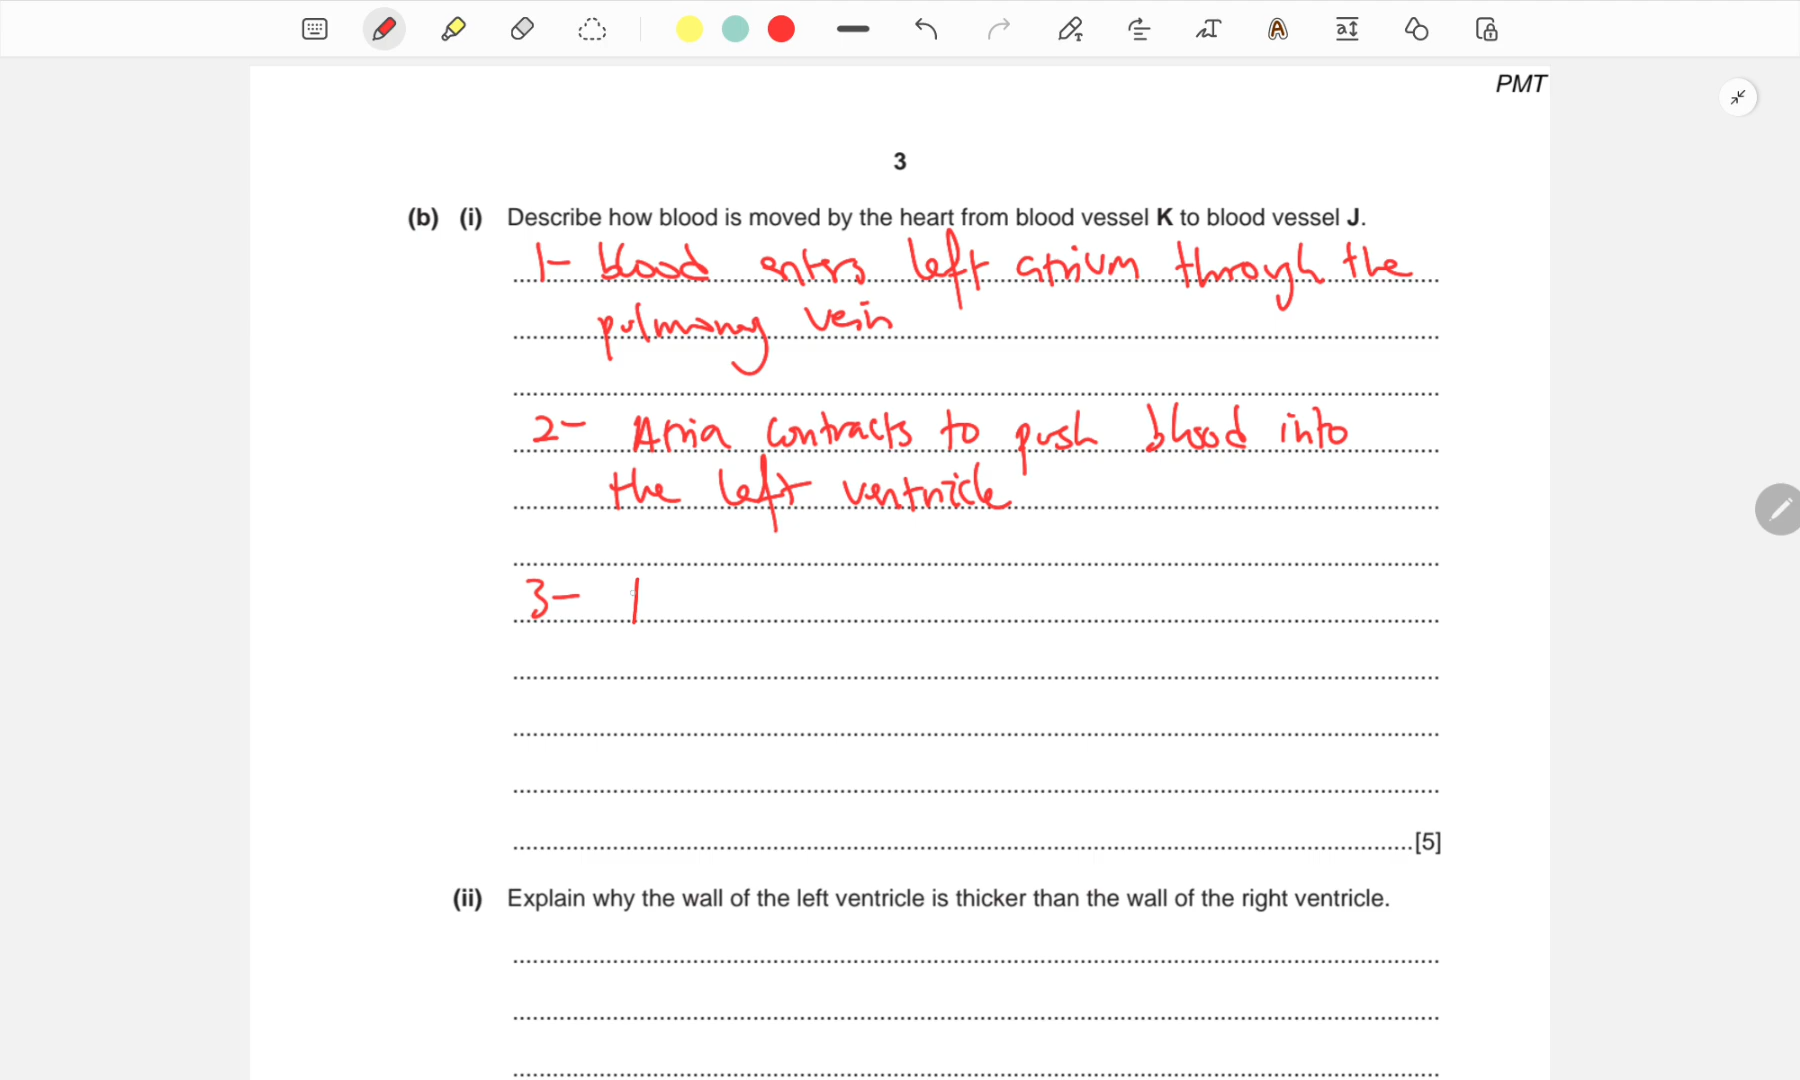 PMT
3
(b) (i) Describe how blood is moved by the heart from blood vessel K to blood vessel J.
1- blood enters left atrium through the
pulmonary vein
2- Atria contracts to push blood into
the left ventricle
3- 
[5]
(ii) Explain why the wall of the left ventricle is thicker than the wall of the right ventricle.